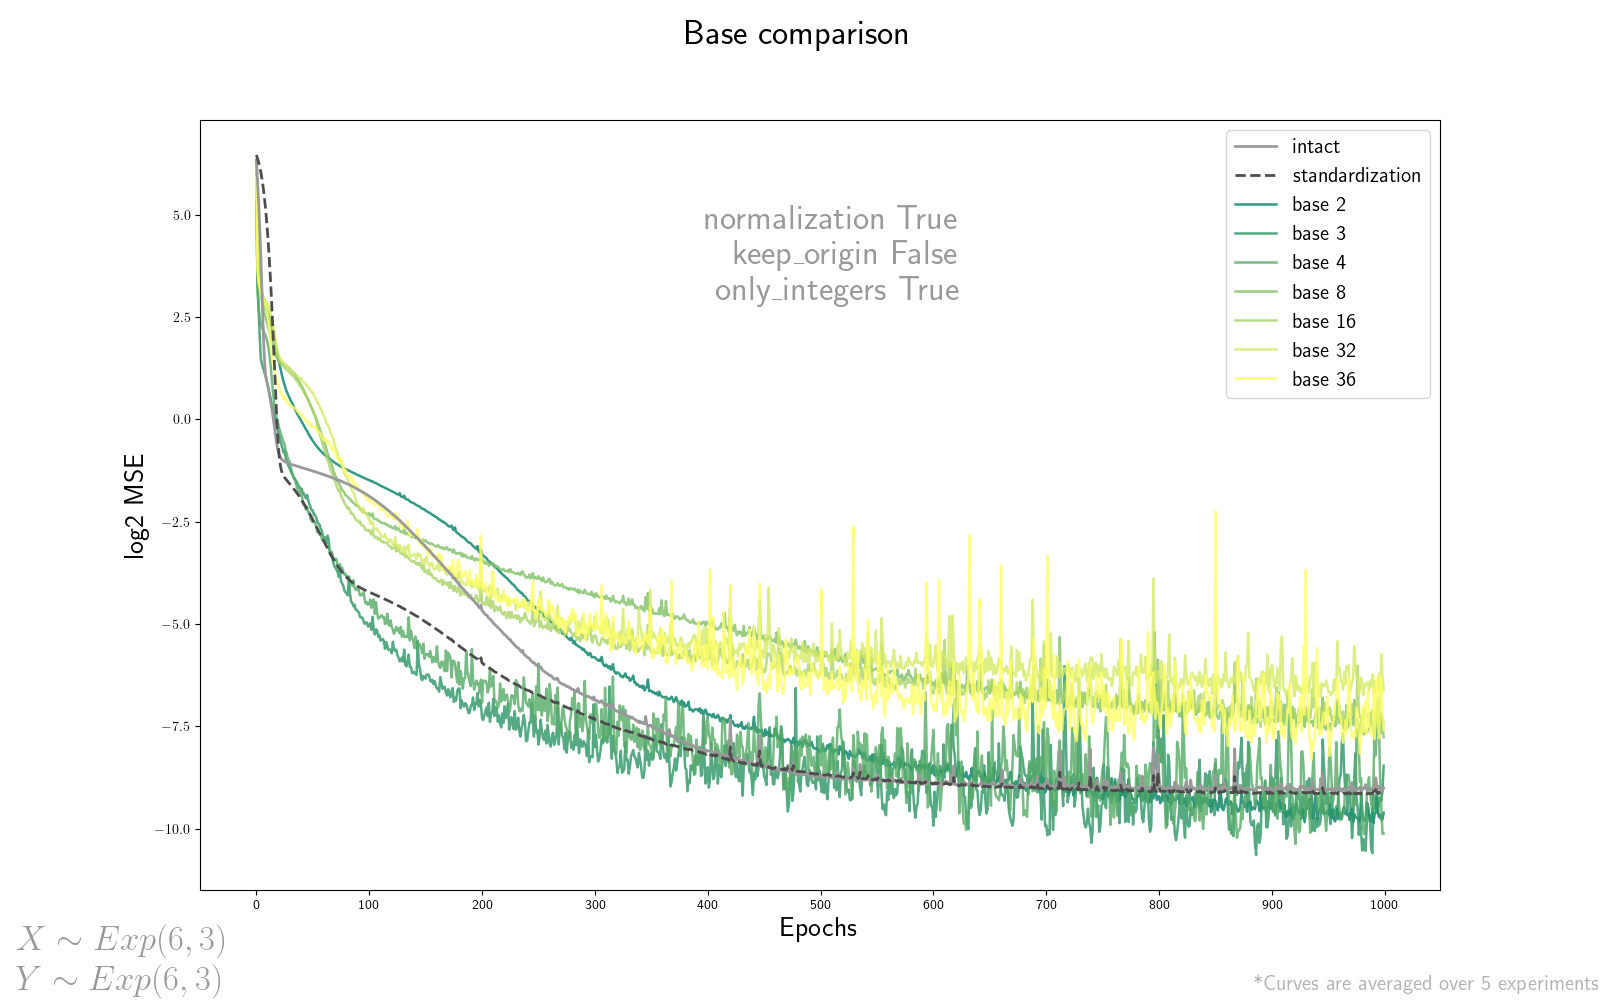 Base comparison
normalization True
keep_origin False
only_integers True
intact
standardization
base 2
base 3
base 4
base 8
base 16
base 32
base 36
log2 MSE
5.0
2.5
0.0
−2.5
−5.0
−7.5
−10.0
0 100 200 300 400 500 600 700 800 900 1000
Epochs
X ∼ Exp(6, 3)
Y ∼ Exp(6, 3)
*Curves are averaged over 5 experiments